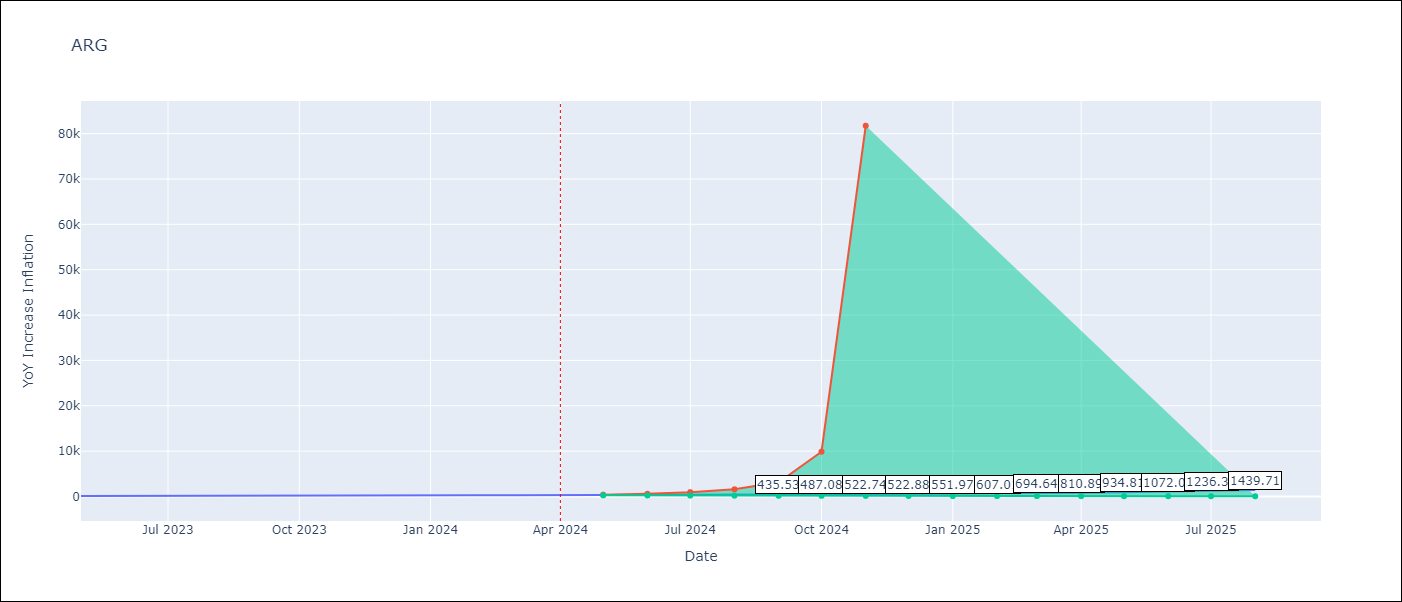 ARG
YoY Increase Inflation
80k
70k
60k
50k
40k
30k
20k
10k
0
435.53 487.08 522.74 522.88 551.97 607.0 694.64 810.89 934.81 1072.0 1236.3 1439.71
Jul 2023 Oct 2023 Jan 2024 Apr 2024 Jul 2024 Oct 2024 Jan 2025 Apr 2025 Jul 2025
Date